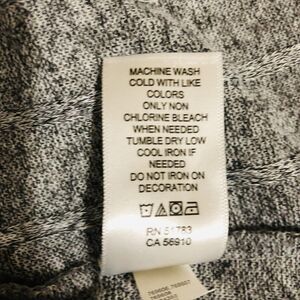 MACHINE WASH
COLD WITH LIKE
COLORS
ONLY NON
CHLORINE BLEACH
WHEN NEEDED
TUMBLE DRY LOW
COOL IRON IF
NEEDED
DO NOT IRON ON
DECORATION
RN 51783
CA 56910